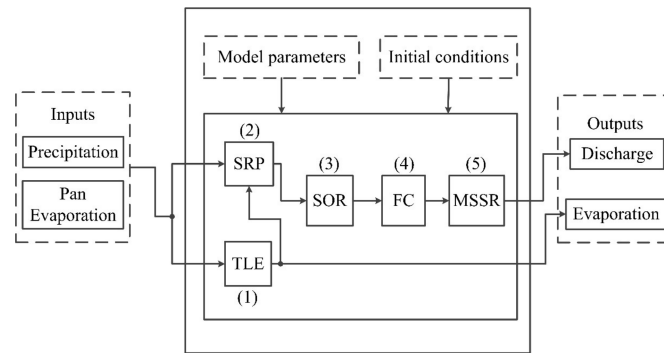 Model parameters
Initial conditions
Inputs
Precipitation
Pan
Evaporation
(2)
SRP
(3)
SOR
(4)
FC
(5)
MSSR
TLE
(1)
Outputs
Discharge
Evaporation